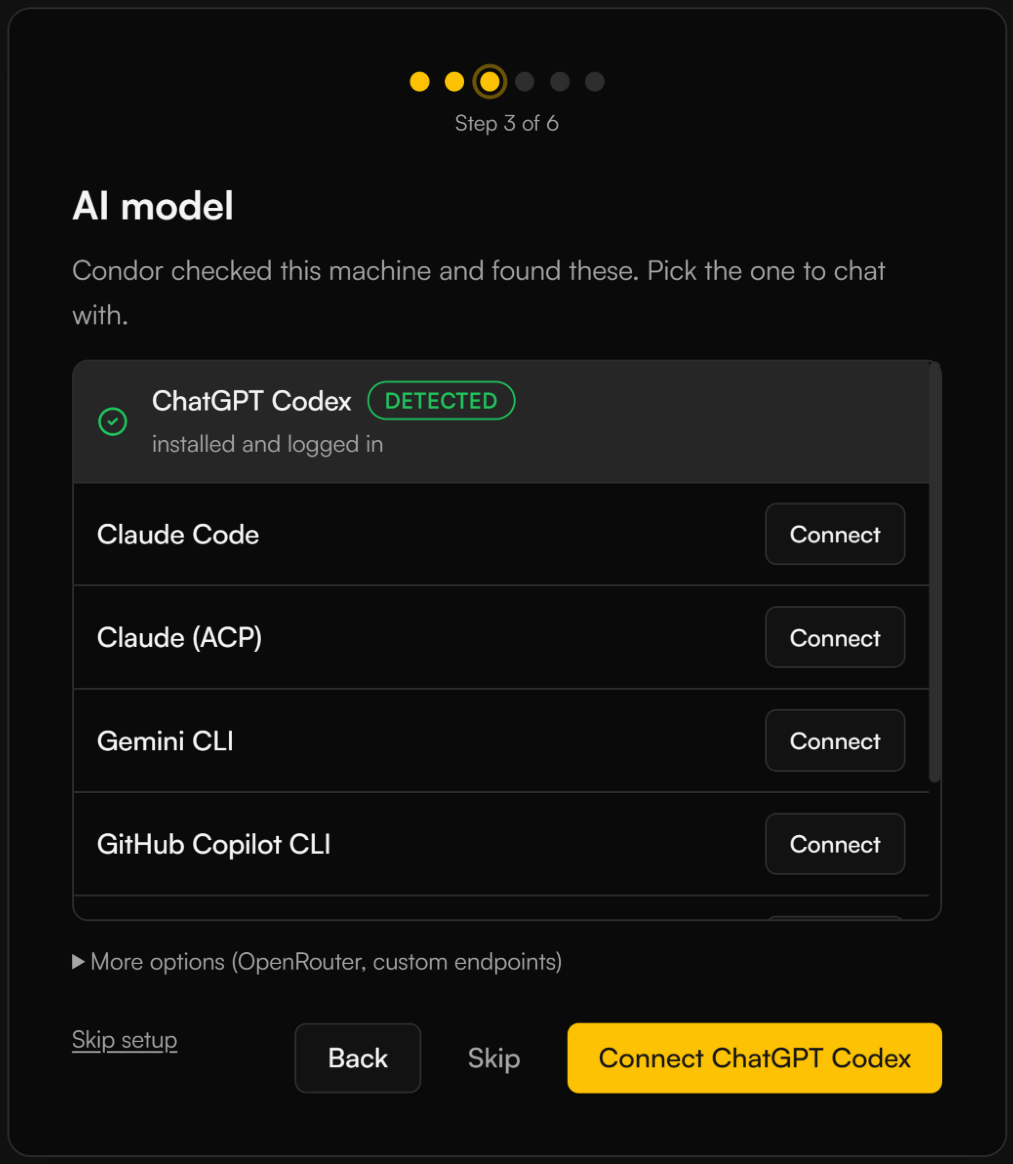 Step 3 of 6
AI model
Condor checked this machine and found these. Pick the one to chat
with.
ChatGPT Codex DETECTED
installed and logged in
Claude Code Connect
Claude (ACP) Connect
Gemini CLI Connect
GitHub Copilot CLI Connect
More options (OpenRouter, custom endpoints)
Skip setup Back Skip Connect ChatGPT Codex